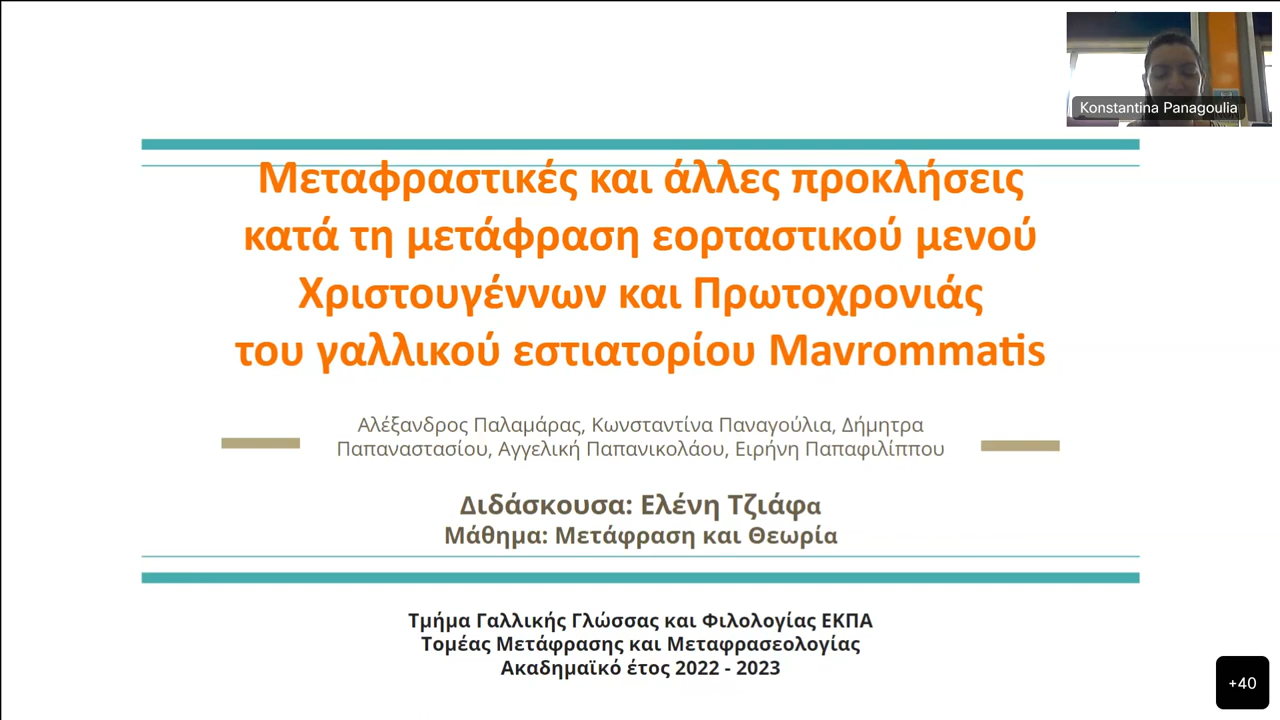 Konstantina Panagoulia
Μεταφραστικές και άλλες προκλήσεις
κατά τη μετάφραση εορταστικού μενού
Χριστουγέννων και Πρωτοχρονιάς
του γαλλικού εστιατορίου Mavrommatis
Αλέξανδρος Παλαμάρας, Κωνσταντίνα Παναγούλια, Δήμητρα
Παπαναστασίου, Αγγελική Παπανικολάου, Ειρήνη Παπαφιλίππου
Διδάσκουσα: Ελένη Τζιάφα
Μάθημα: Μετάφραση και Θεωρία
Τμήμα Γαλλικής Γλώσσας και Φιλολογίας ΕΚΠΑ
Τομέας Μετάφρασης και Μεταφρασεολογίας
Ακαδημαϊκό έτος 2022 - 2023
+40